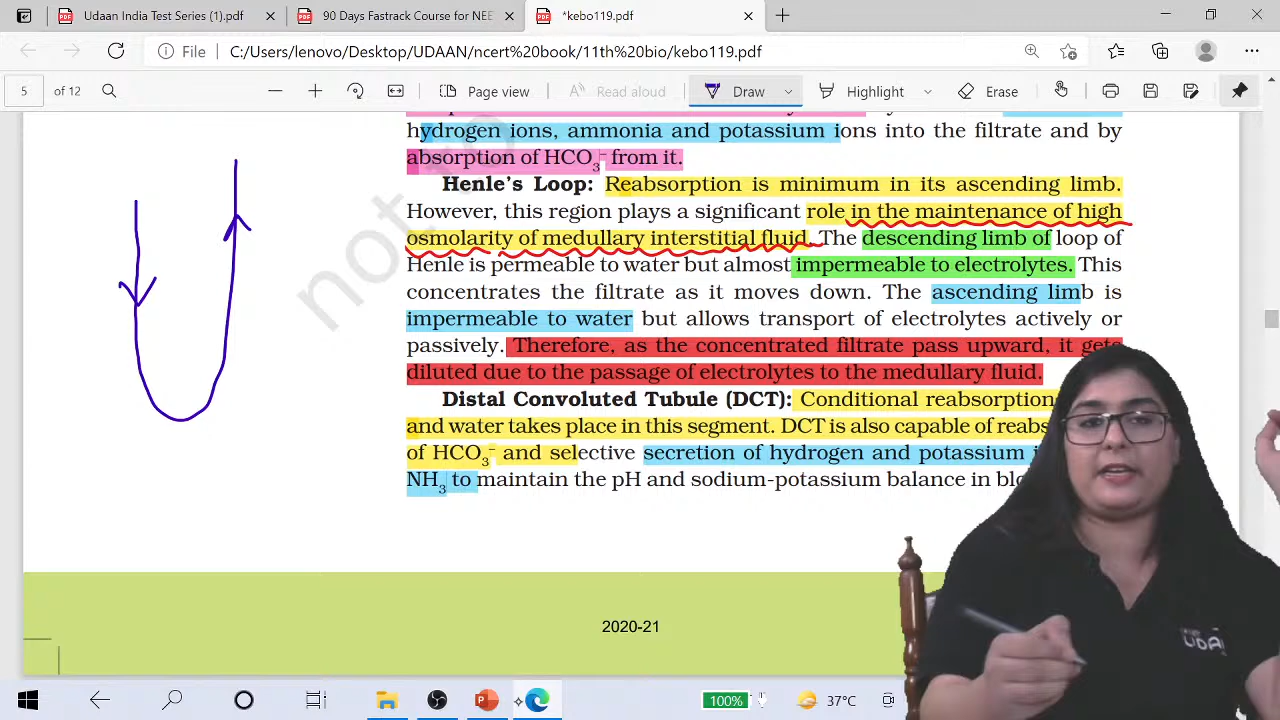 Udaan India Test Series (1).pdf
90 Days Fastrack Course for NEE
*kebo119.pdf
File C:/Users/lenovo/Desktop/UDAAN/ncert%20book/11th%20bio/kebo119.pdf
5 of 12 Page view Read aloud Draw Highlight Erase
hydrogen ions, ammonia and potassium ions into the filtrate and by
absorption of HCO₃⁻ from it.
Henle's Loop: Reabsorption is minimum in its ascending limb.
However, this region plays a significant role in the maintenance of high
osmolarity of medullary interstitial fluid. The descending limb of loop of
Henle is permeable to water but almost impermeable to electrolytes. This
concentrates the filtrate as it moves down. The ascending limb is
impermeable to water but allows transport of electrolytes actively or
passively. Therefore, as the concentrated filtrate pass upward, it gets
diluted due to the passage of electrolytes to the medullary fluid.
Distal Convoluted Tubule (DCT): Conditional reabsorption
and water takes place in this segment. DCT is also capable of reabs
of HCO₃⁻ and selective secretion of hydrogen and potassium
NH₃ to maintain the pH and sodium-potassium balance in blo
not to
2020-21
UDA
100%
37°C